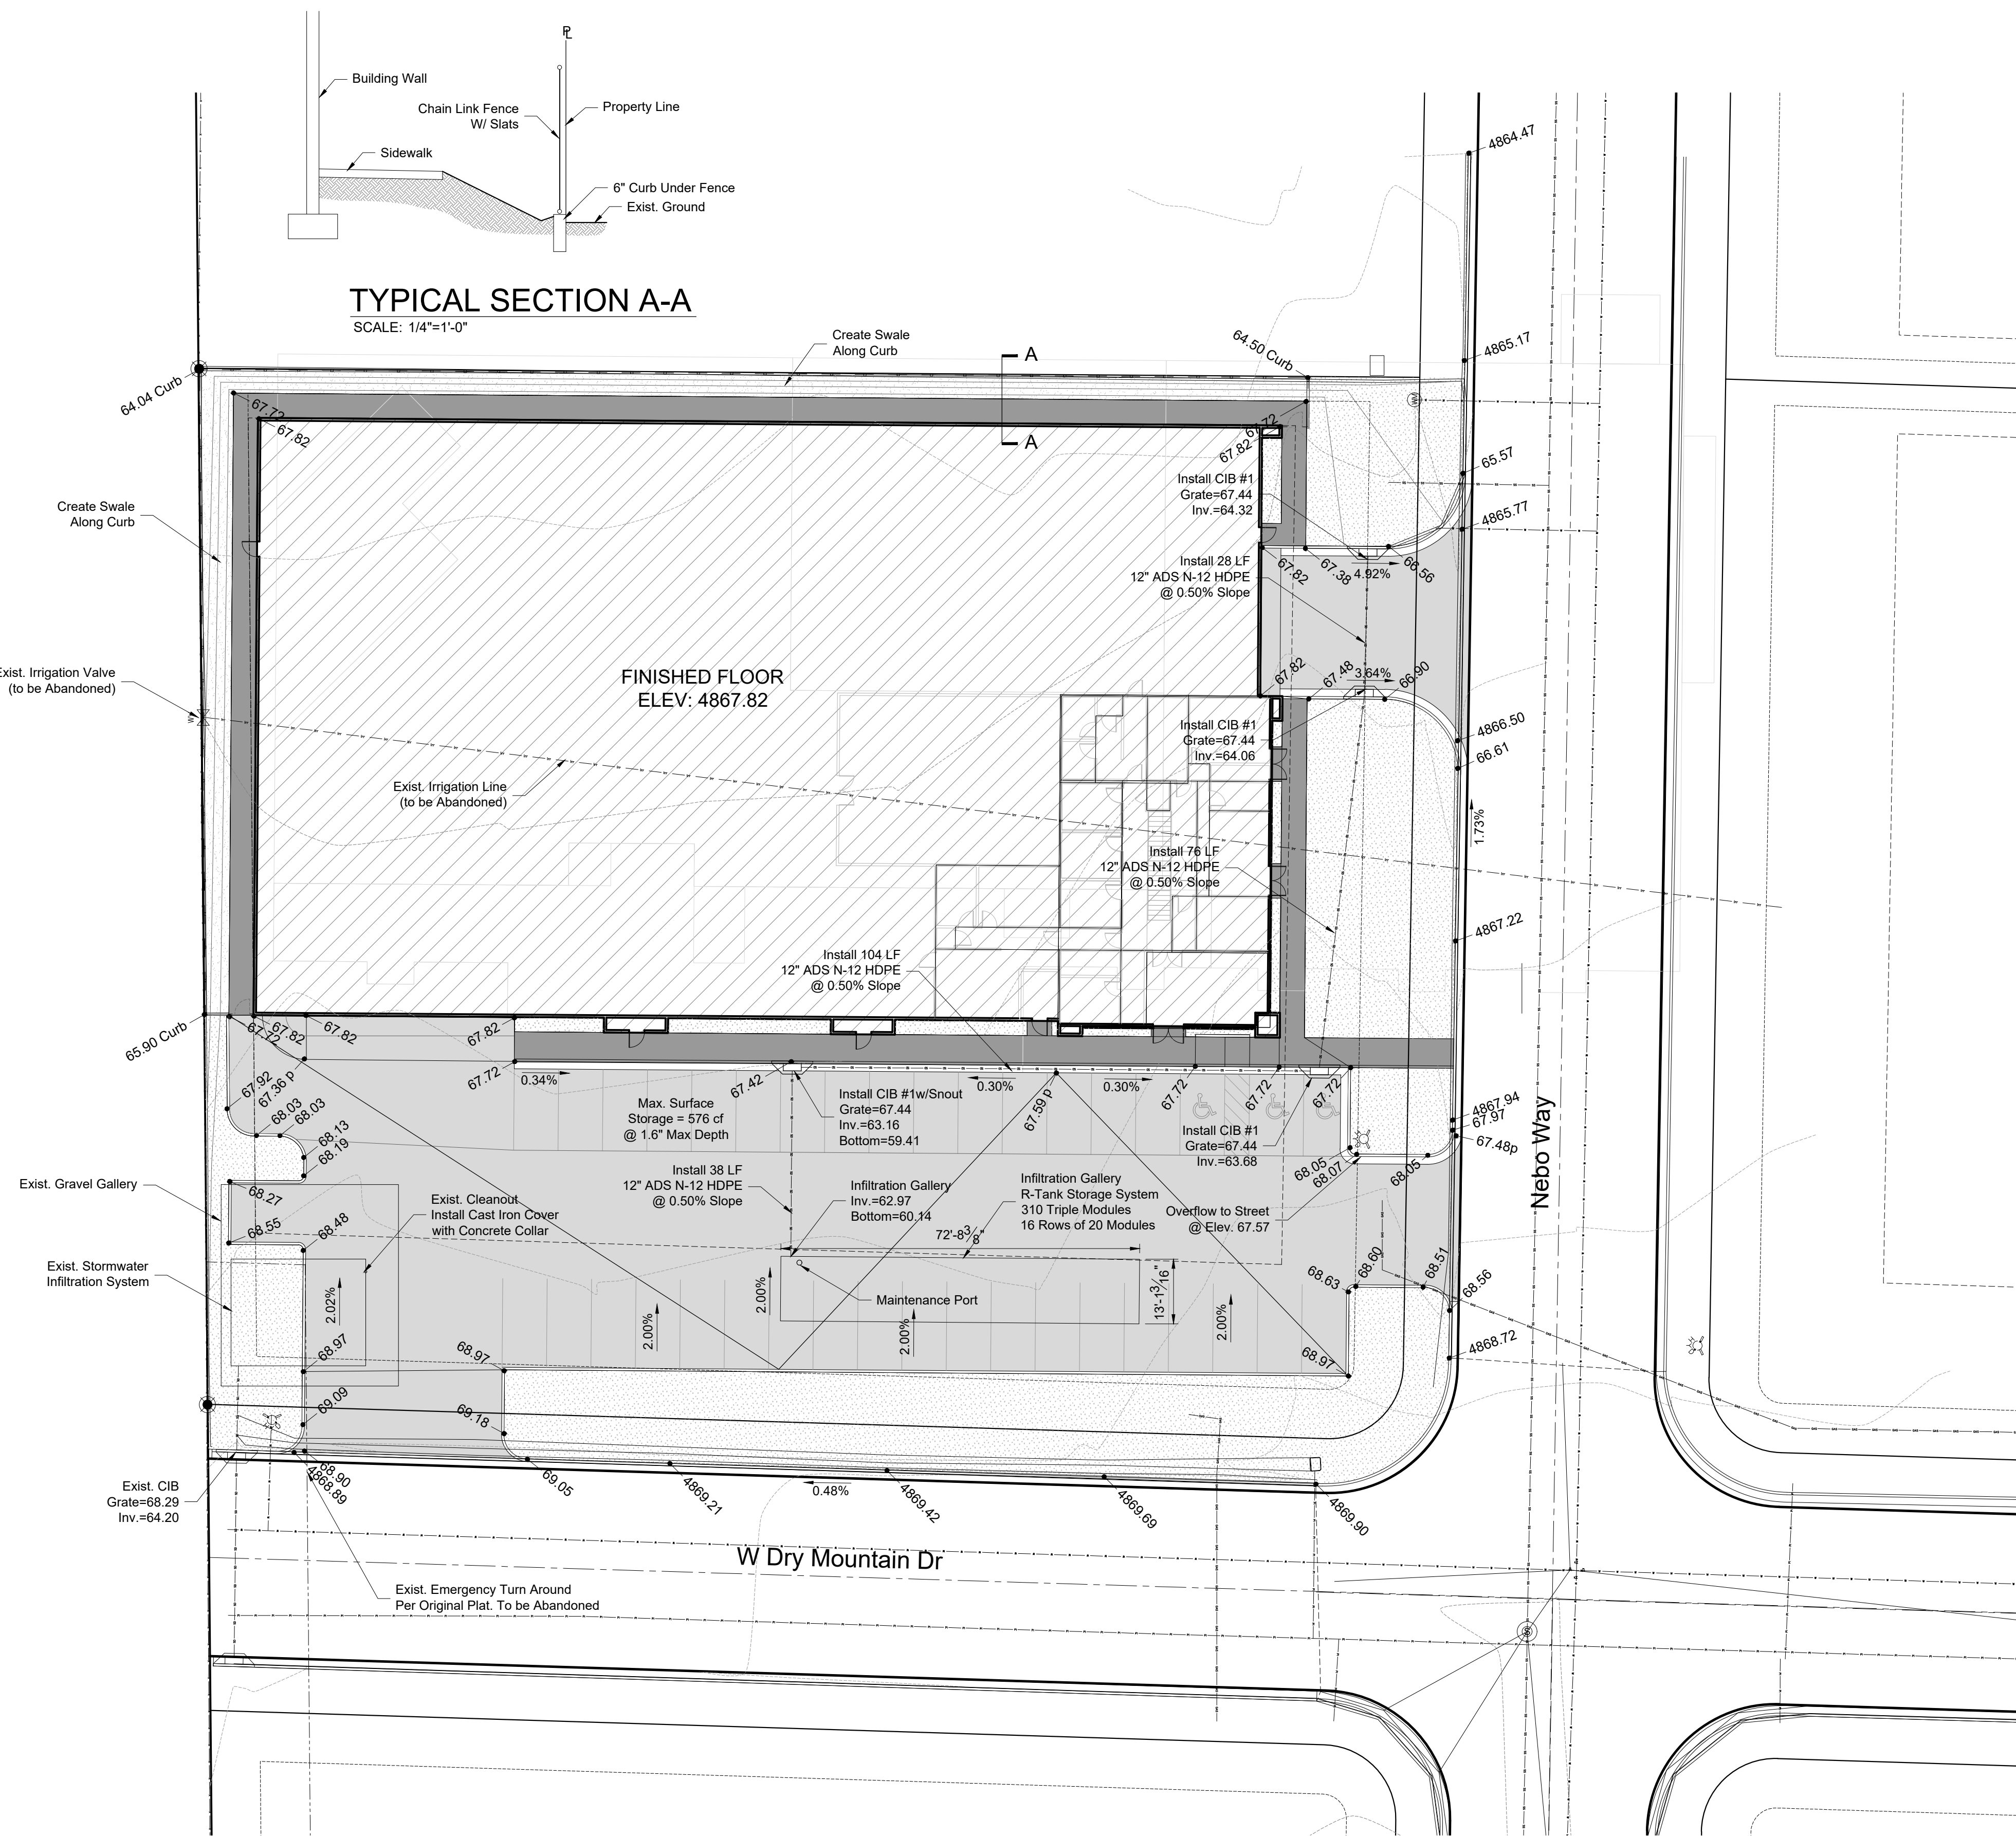 PL
Building Wall
Chain Link Fence
W/ Slats
Property Line
Sidewalk
6" Curb Under Fence
Exist. Ground
TYPICAL SECTION A-A
SCALE: 1/4"=1'-0"
4864.47
Create Swale
Along Curb
64.50 Curb
A
4865.17
64.04 Curb
67.72
67.82
A
67.72
67.82
65.57
Install CIB #1
Grate=67.44
Inv.=64.32
4865.77
Create Swale
Along Curb
Install 28 LF
12" ADS N-12 HDPE
@ 0.50% Slope
67.82
67.38
4.92%
66.56
Exist. Irrigation Valve
(to be Abandoned)
FINISHED FLOOR
ELEV: 4867.82
67.82
67.48
3.64%
66.90
Install CIB #1
Grate=67.44
Inv.=64.06
4866.50
66.61
Exist. Irrigation Line
(to be Abandoned)
1.73%
Install 76 LF
12" ADS N-12 HDPE
@ 0.50% Slope
4867.22
Install 104 LF
12" ADS N-12 HDPE
@ 0.50% Slope
65.90 Curb
67.72
67.82
67.82
67.82
67.92
67.36 p
67.72
0.34%
67.42
0.30%
0.30%
67.59 p
67.72
67.72
67.72
Max. Surface
Storage = 576 cf
@ 1.6" Max Depth
Install CIB #1w/Snout
Grate=67.44
Inv.=63.16
Bottom=59.41
4867.94
67.97
67.48p
68.03
68.03
68.13
68.19
Install CIB #1
Grate=67.44
Inv.=63.68
68.05
68.07
68.05
Nebo Way
Exist. Gravel Gallery
68.27
68.55
68.48
Exist. Cleanout
Install Cast Iron Cover
with Concrete Collar
Install 38 LF
12" ADS N-12 HDPE
@ 0.50% Slope
Infiltration Gallery
Inv.=62.97
Bottom=60.14
Infiltration Gallery
R-Tank Storage System
310 Triple Modules
16 Rows of 20 Modules
72'-8 3/8"
Overflow to Street
@ Elev. 67.57
Exist. Stormwater
Infiltration System
68.63
68.60
68.51
68.56
2.02%
2.00%
2.00%
Maintenance Port
2.00%
13'-1 3/16"
2.00%
4868.72
68.97
68.97
68.97
69.09
69.18
Exist. CIB
Grate=68.29
Inv.=64.20
68.90
4868.89
69.05
4869.21
0.48%
4869.42
4869.69
4869.90
W Dry Mountain Dr
Exist. Emergency Turn Around
Per Original Plat. To be Abandoned